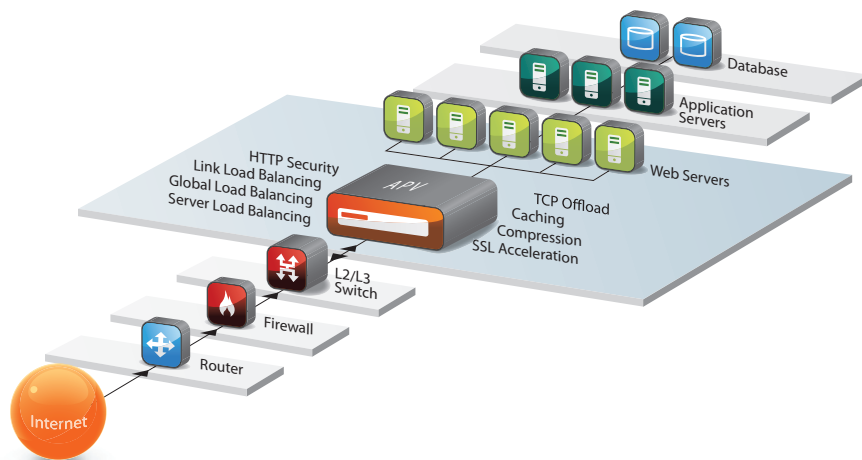 Database
Application
Servers
Web Servers
HTTP Security
Link Load Balancing
Global Load Balancing
Server Load Balancing
APV
TCP Offload
Caching
Compression
SSL Acceleration
L2/L3
Switch
Firewall
Router
Internet